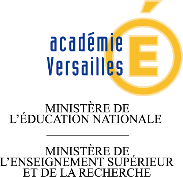 académie
Versailles
É
MINISTÈRE DE
L'ÉDUCATION NATIONALE
MINISTÈRE DE
L'ENSEIGNEMENT SUPÉRIEUR
ET DE LA RECHERCHE